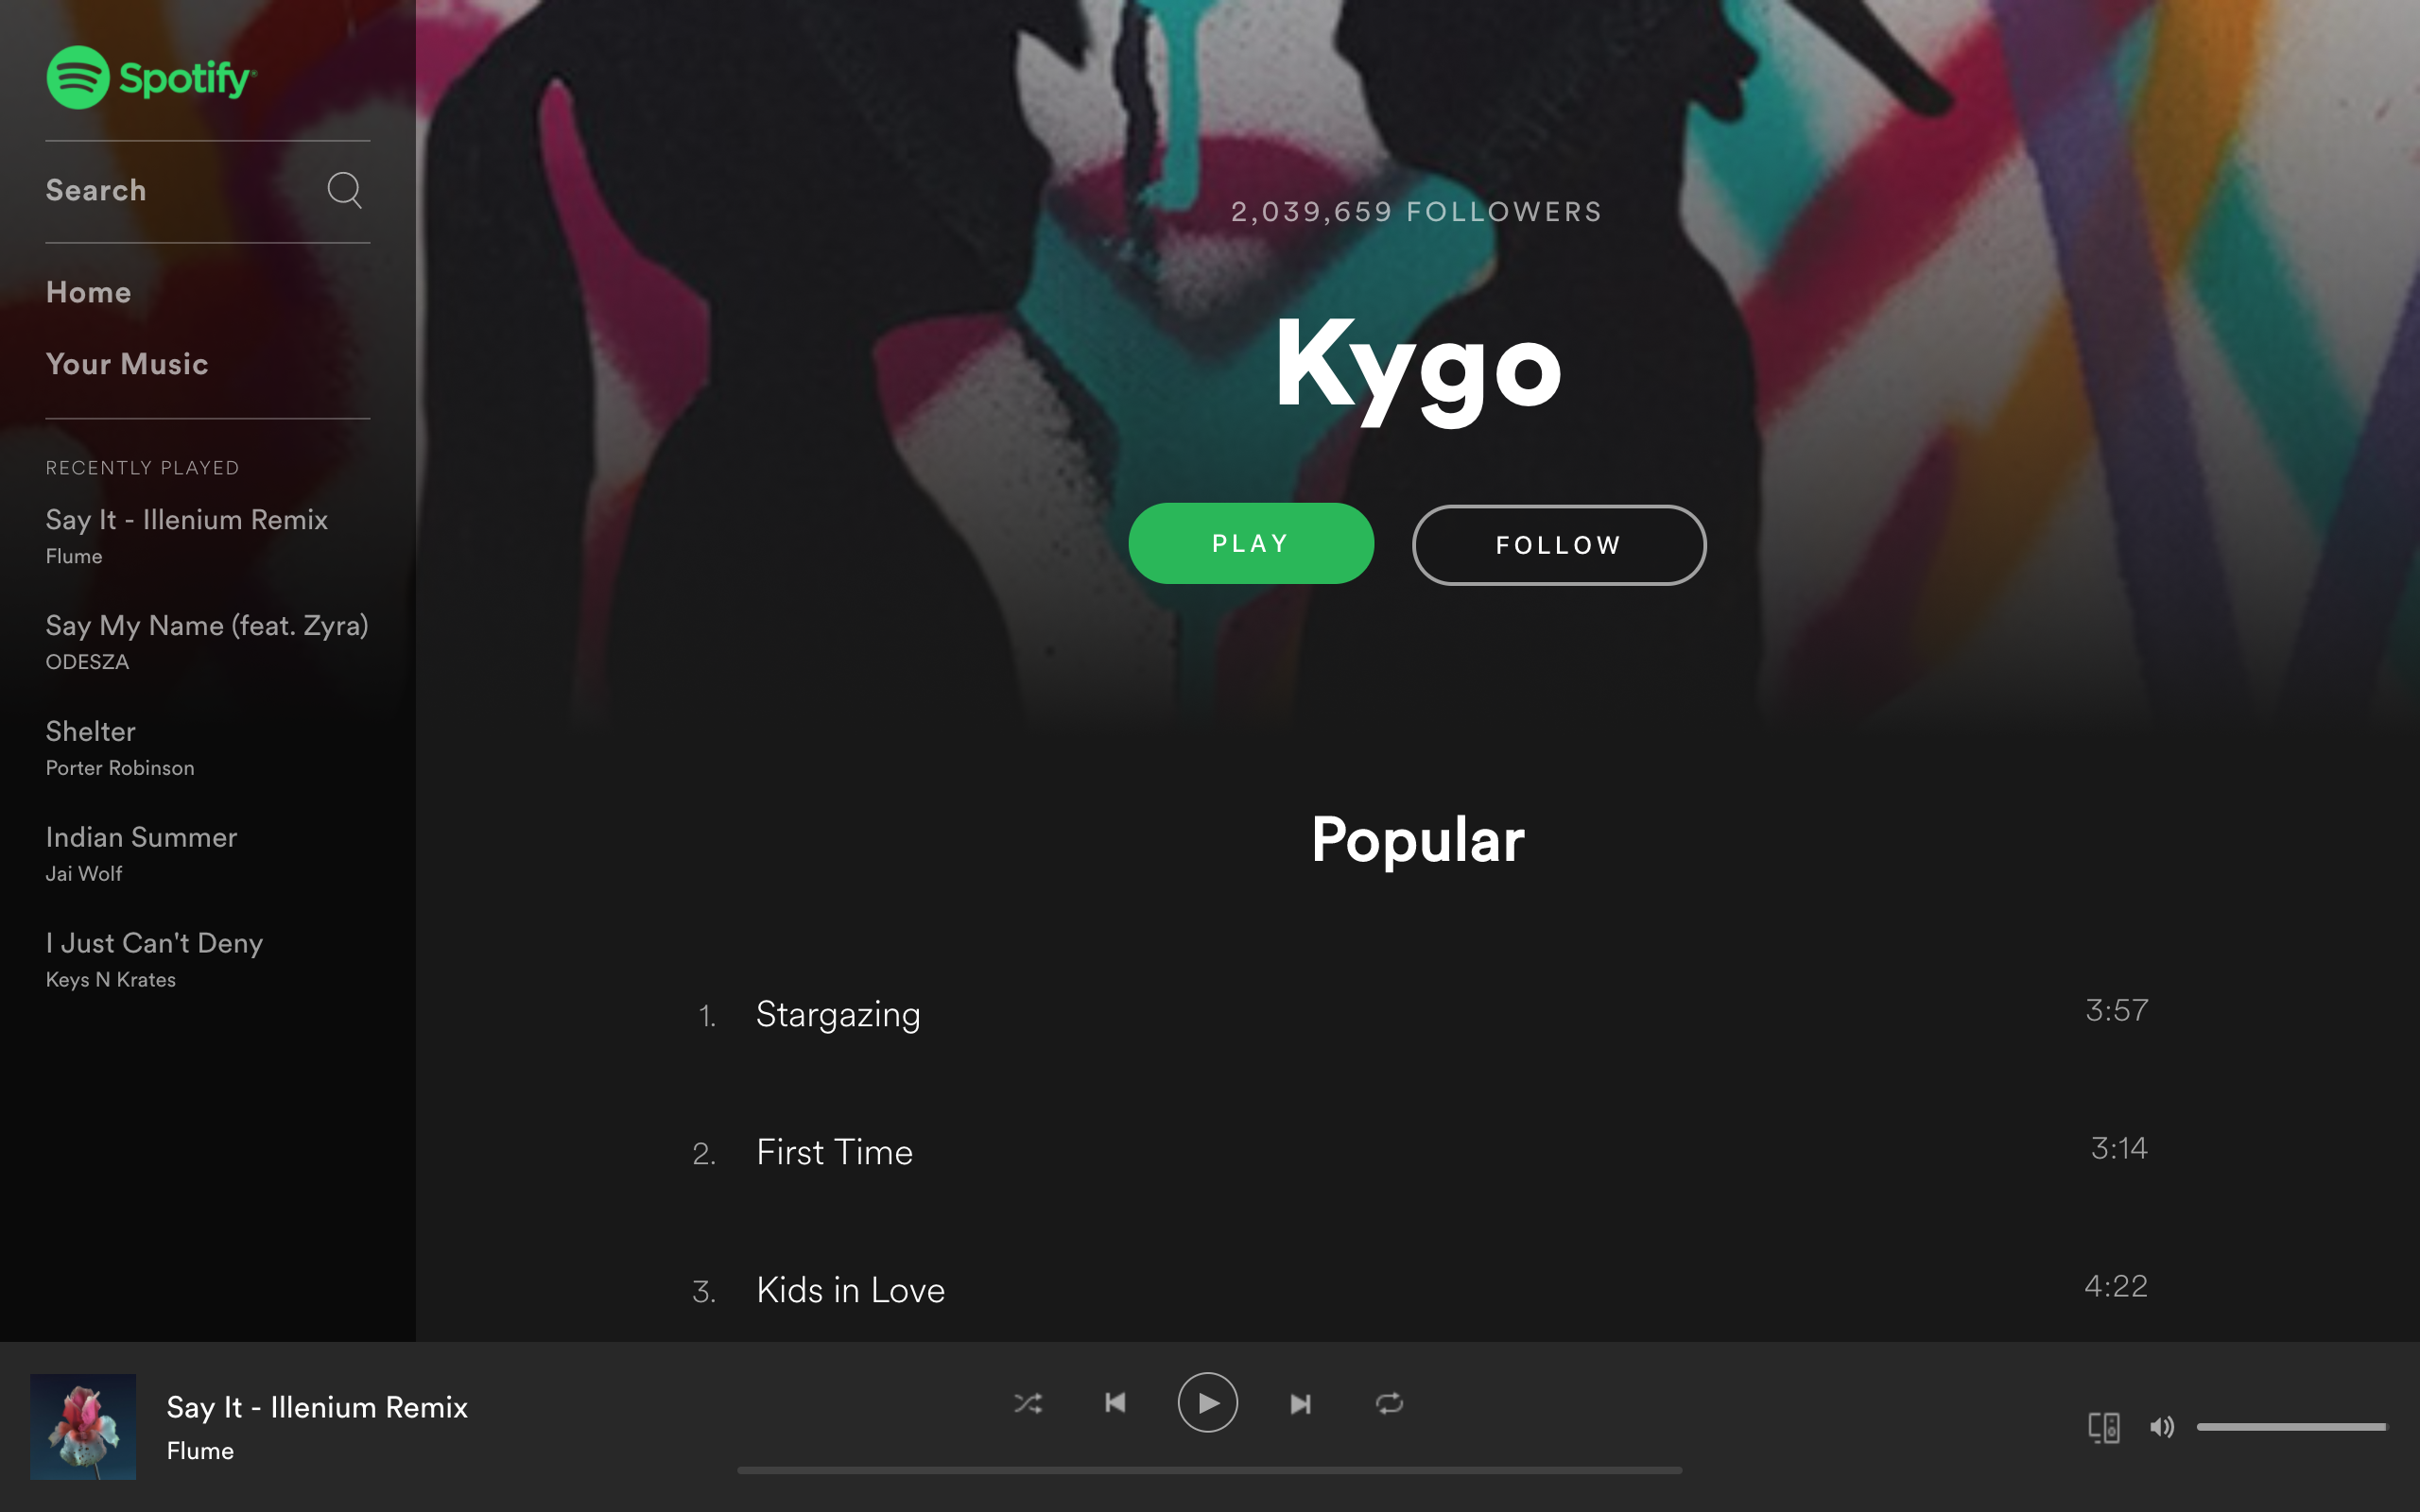 Spotify®
Search
Home
Your Music
RECENTLY PLAYED
Say It - Illenium Remix
Flume
Say My Name (feat. Zyra)
ODESZA
Shelter
Porter Robinson
Indian Summer
Jai Wolf
I Just Can't Deny
Keys N Krates
2,039,659 FOLLOWERS
Kygo
PLAY FOLLOW
Popular
1. Stargazing 3:57
2. First Time 3:14
3. Kids in Love 4:22
Say It - Illenium Remix
Flume